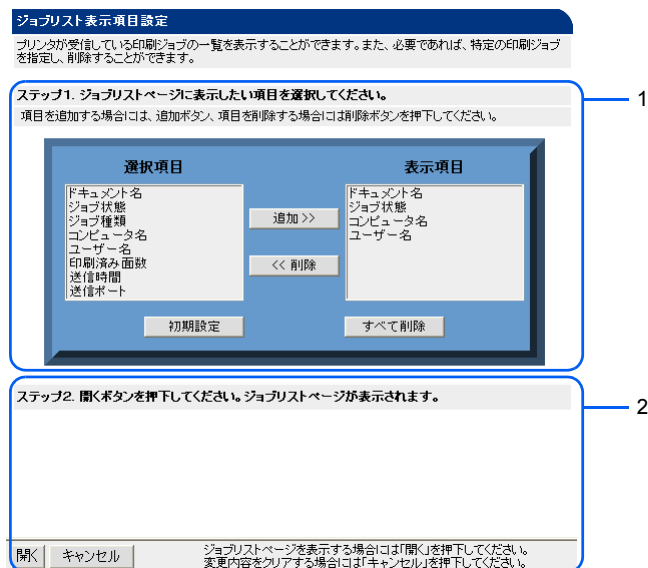 ジョブリスト表示項目設定
プリンタが受信している印刷ジョブの一覧を表示することができます。また、必要であれば、特定の印刷ジョブ
を指定し、削除することができます。
ステップ1. ジョブリストページに表示したい項目を選択してください。
1
項目を追加する場合には、追加ボタン、項目を削除する場合には削除ボタンを押下してください。
選択項目
表示項目
ドキュメント名
ジョブ状態
ジョブ種類
コンピュータ名
ユーザー名
印刷済み面数
送信時間
送信ポート
追加 >>
<< 削除
ドキュメント名
ジョブ状態
コンピュータ名
ユーザー名
初期設定
すべて削除
ステップ2. 開くボタンを押下してください。ジョブリストページが表示されます。
2
開く
キャンセル
ジョブリストページを表示する場合には「開く」を押下してください。
変更内容をクリアする場合には「キャンセル」を押下してください。